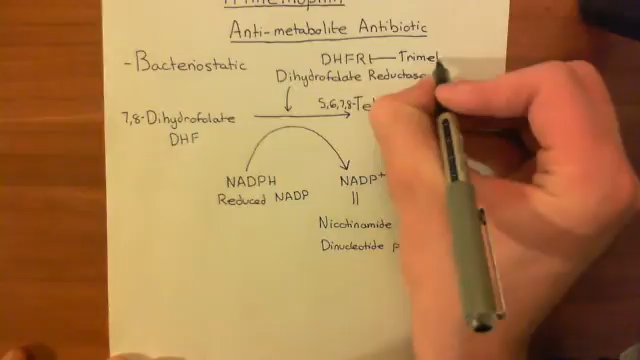 Anti-metabolite Antibiotic
-Bacteriostatic
DHFR Trimet
Dihydrofolate Reductase
7,8-Dihydrofolate 5,6,7,8-Te
DHF
NADPH NADP+
Reduced NADP
Nicotinamide
Dinucleotide p